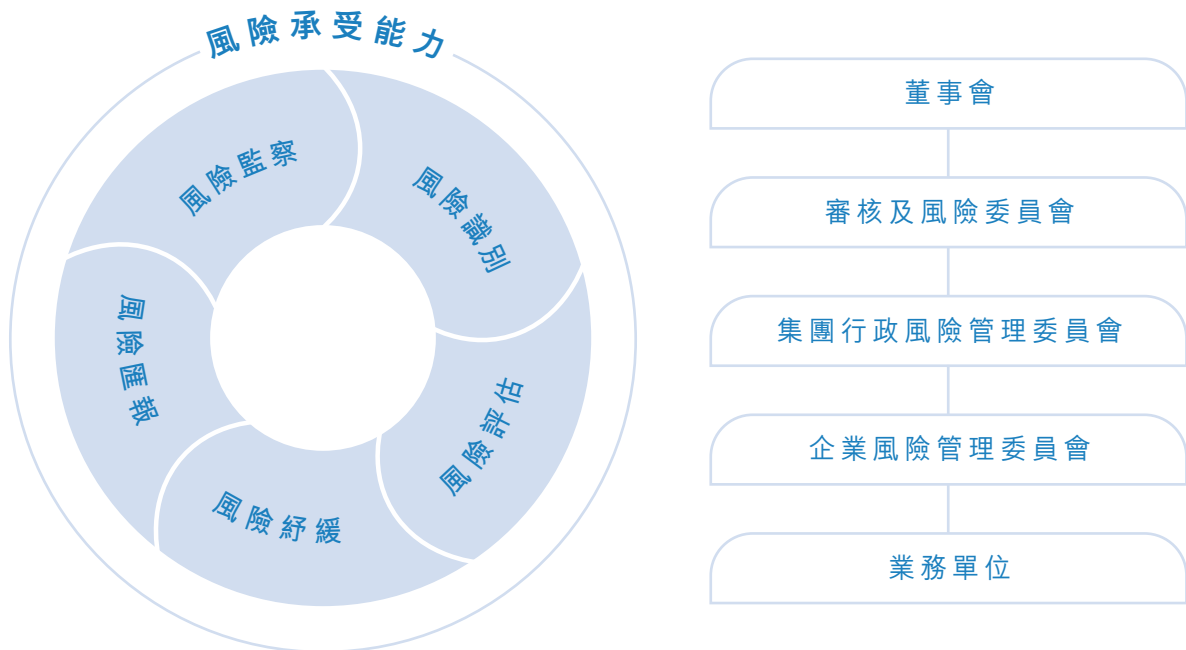 風險承受能力
風險監察
風險識別
風險匯報
風險評估
風險紓緩
董事會
審核及風險委員會
集團行政風險管理委員會
企業風險管理委員會
業務單位